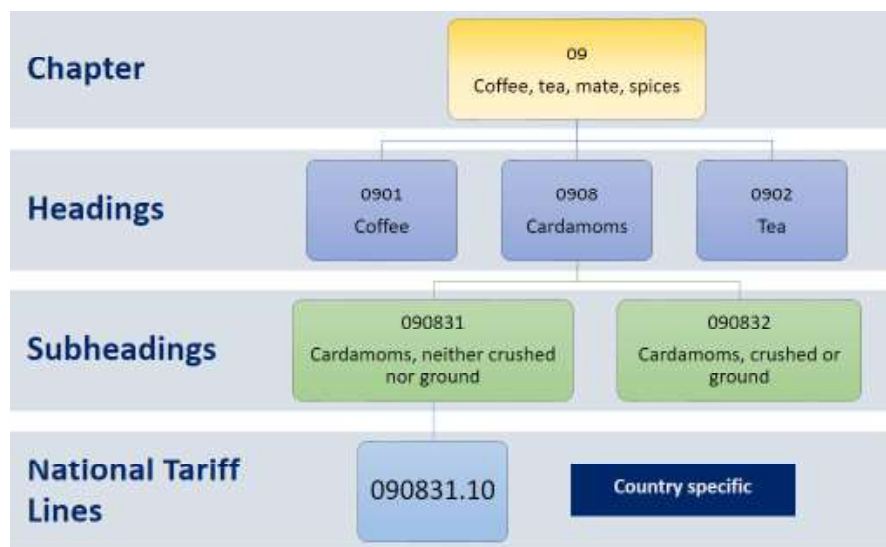 Chapter
09
Coffee, tea, mate, spices
Headings
0901
Coffee
0908
Cardamoms
0902
Tea
Subheadings
090831
Cardamoms, neither crushed
nor ground
090832
Cardamoms, crushed or
ground
National Tariff
Lines
090831.10
Country specific